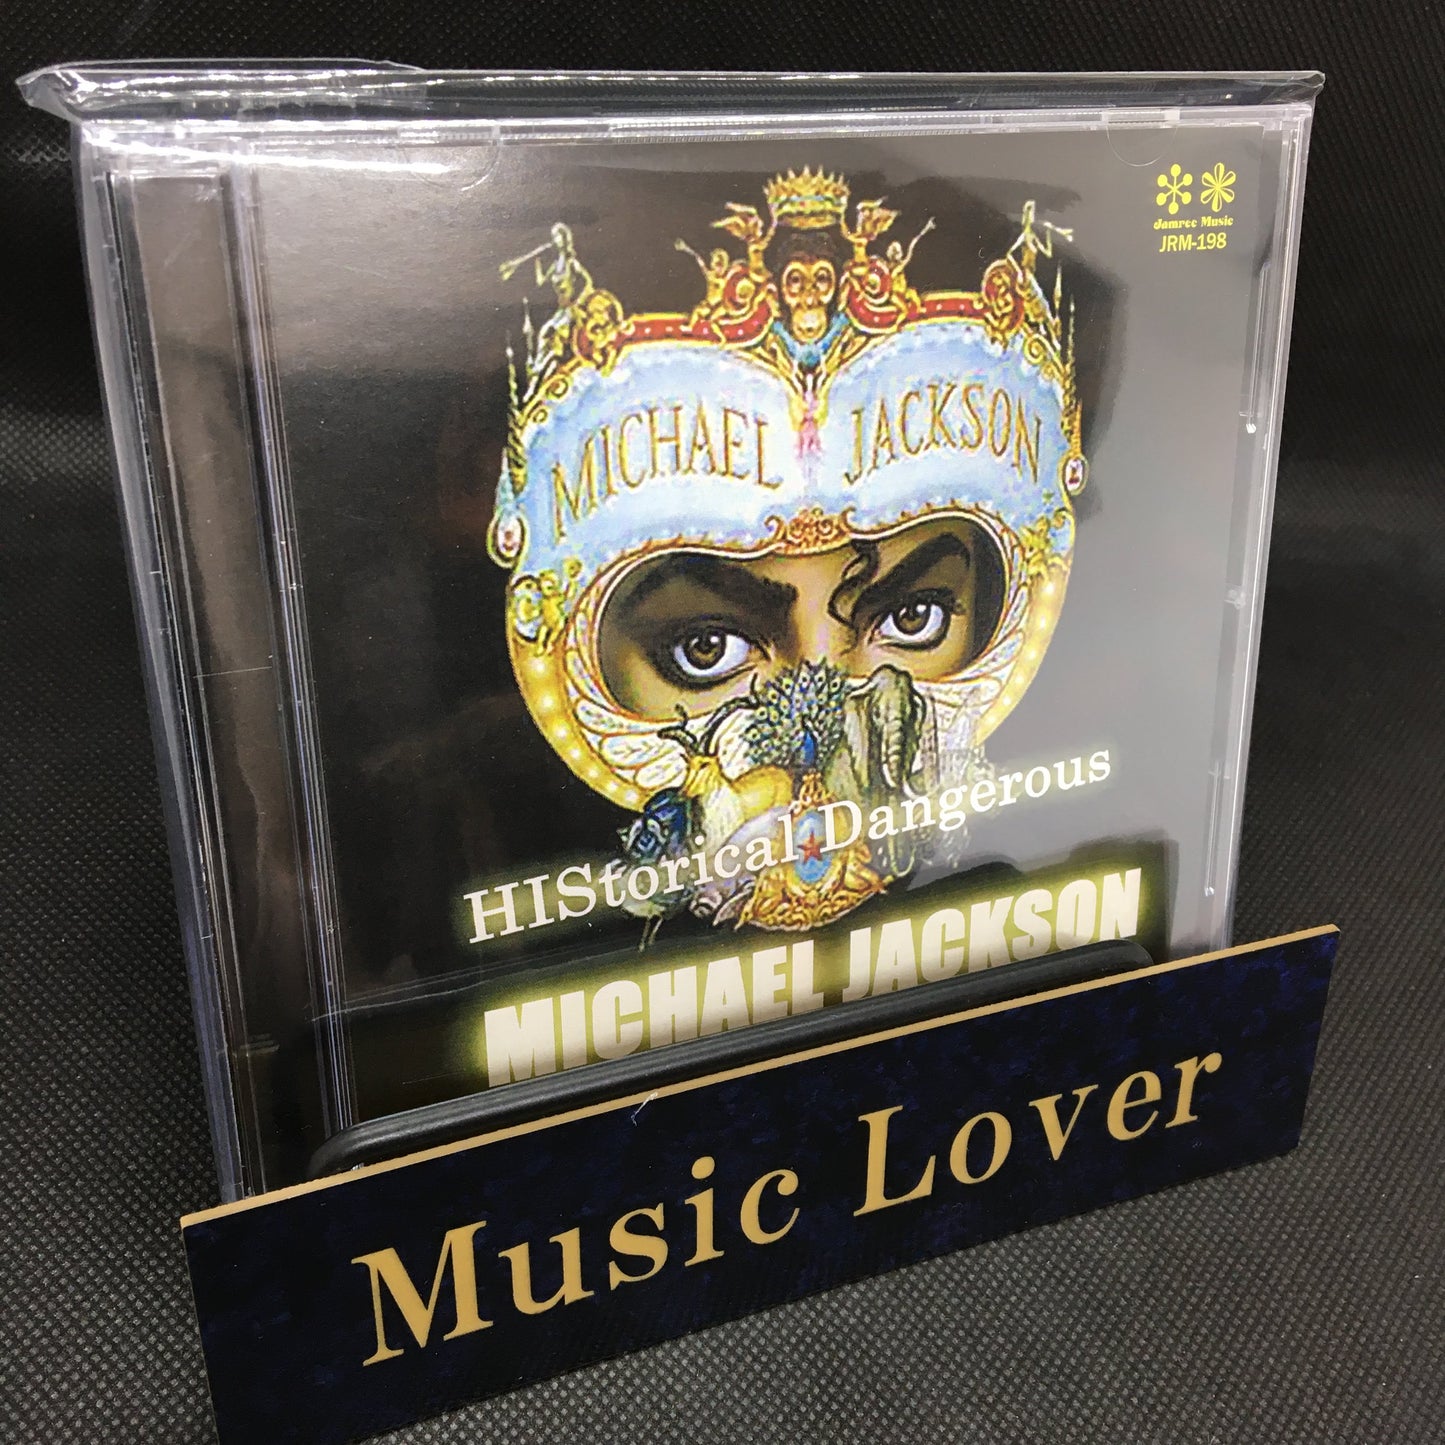 Jamree Music
JRM-198
MICHAEL JACKSON
HIStorical Dangerous
MICHAEL JACKSON
Music Lover